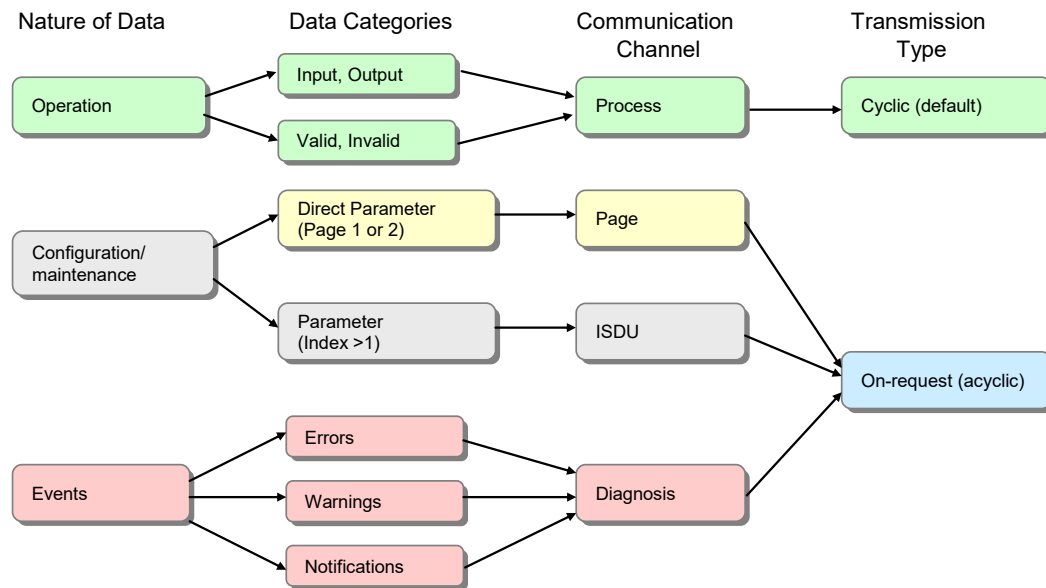 Nature of Data
Data Categories
Communication
Channel
Transmission
Type
Operation
Input, Output
Valid, Invalid
Process
Cyclic (default)
Configuration/
maintenance
Direct Parameter
(Page 1 or 2)
Page
Parameter
(Index >1)
ISDU
On-request (acyclic)
Events
Errors
Warnings
Notifications
Diagnosis